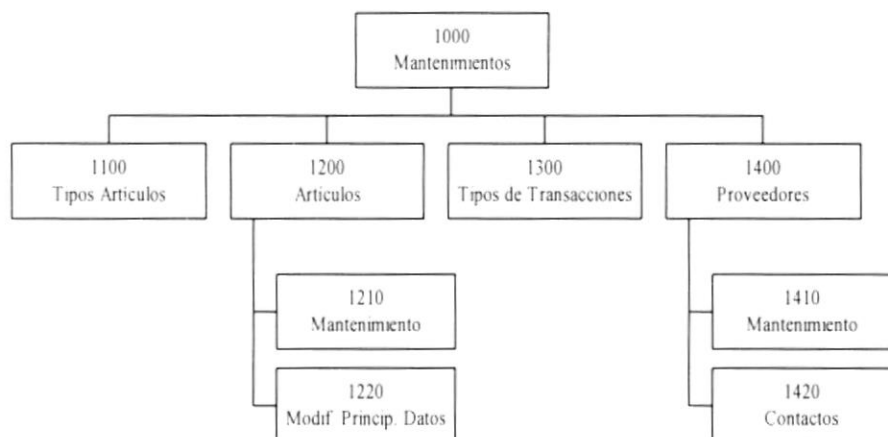 1000
Mantenimientos
1100
Tipos Articulos
1200
Articulos
1300
Tipos de Transacciones
1400
Proveedores
1210
Mantenimiento
1410
Mantenimiento
1220
Modif Princip. Datos
1420
Contactos